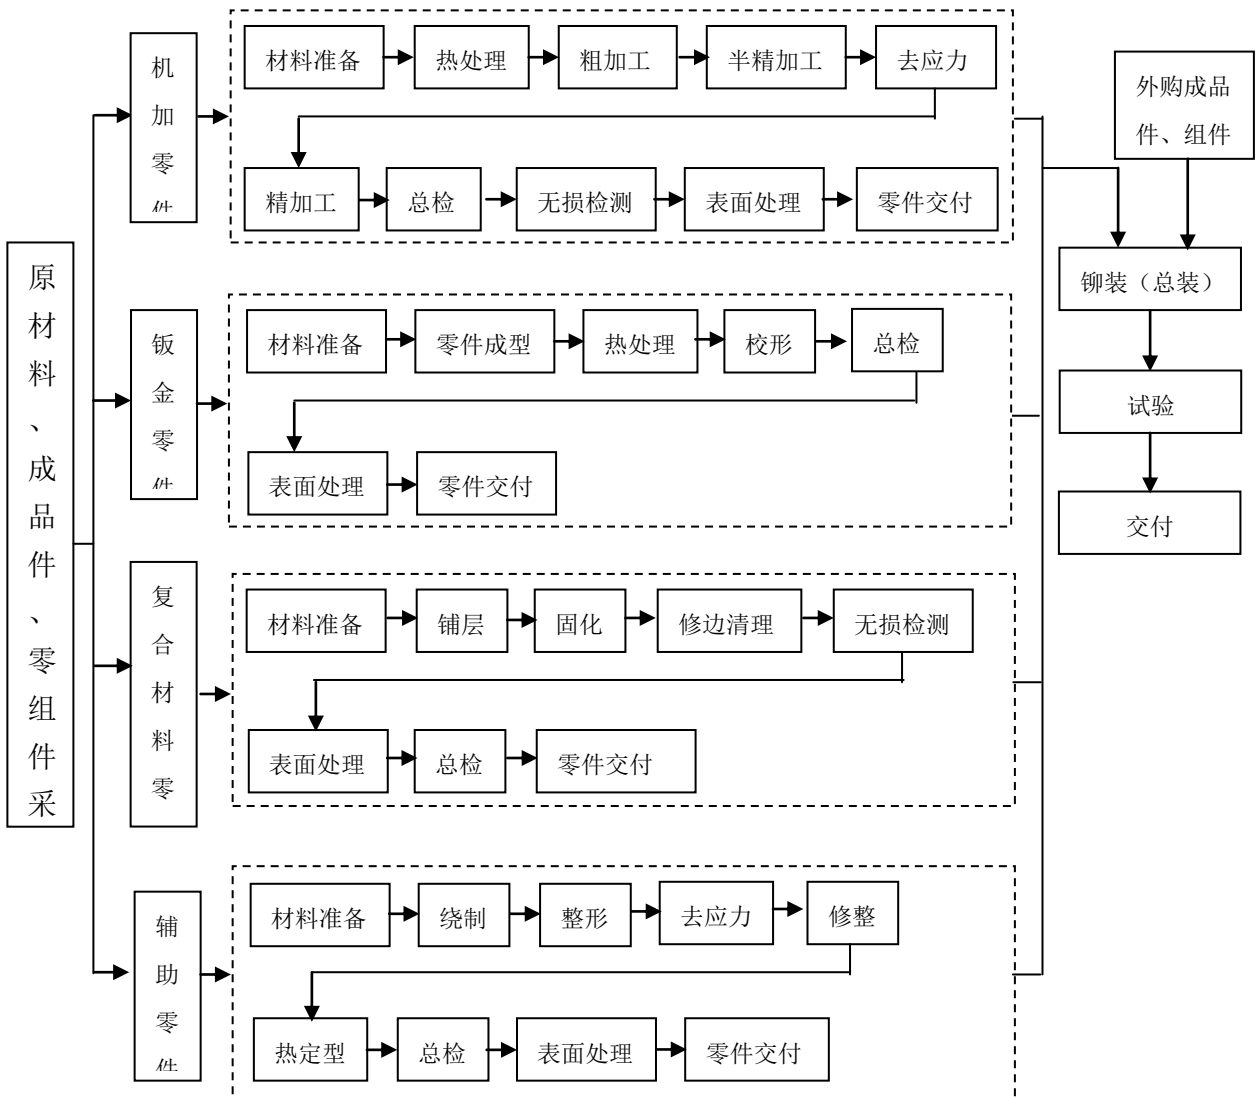 原材料、成品件、零组件采
机加零件
材料准备
热处理
粗加工
半精加工
去应力
精加工
总检
无损检测
表面处理
零件交付
钣金零件
材料准备
零件成型
热处理
校形
总检
表面处理
零件交付
复合材料零
材料准备
铺层
固化
修边清理
无损检测
表面处理
总检
零件交付
辅助零件
材料准备
绕制
整形
去应力
修整
热定型
总检
表面处理
零件交付
外购成品
件、组件
铆装（总装）
试验
交付